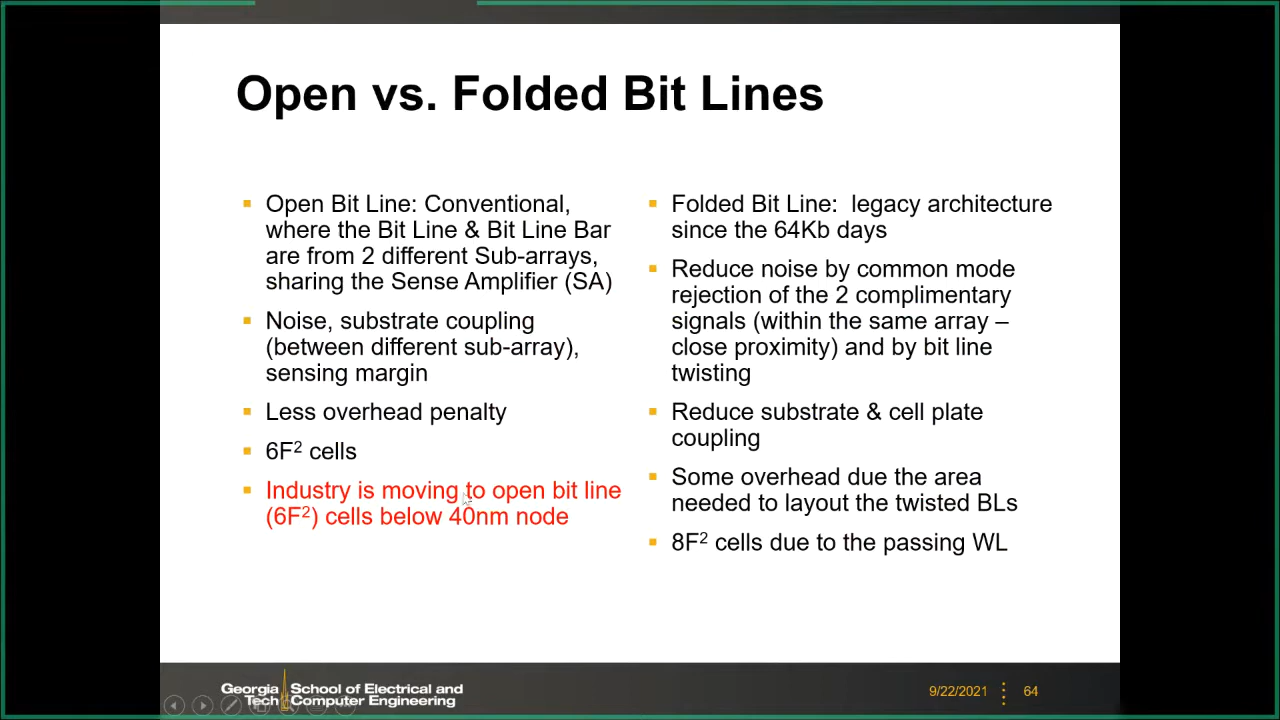 Open vs. Folded Bit Lines
Open Bit Line: Conventional,
where the Bit Line & Bit Line Bar
are from 2 different Sub-arrays,
sharing the Sense Amplifier (SA)
Noise, substrate coupling
(between different sub-array),
sensing margin
Less overhead penalty
6F² cells
Industry is moving to open bit line
(6F²) cells below 40nm node
Folded Bit Line:  legacy architecture
since the 64Kb days
Reduce noise by common mode
rejection of the 2 complimentary
signals (within the same array –
close proximity) and by bit line
twisting
Reduce substrate & cell plate
coupling
Some overhead due the area
needed to layout the twisted BLs
8F² cells due to the passing WL
Georgia School of Electrical and
Tech Computer Engineering
9/22/2021
64